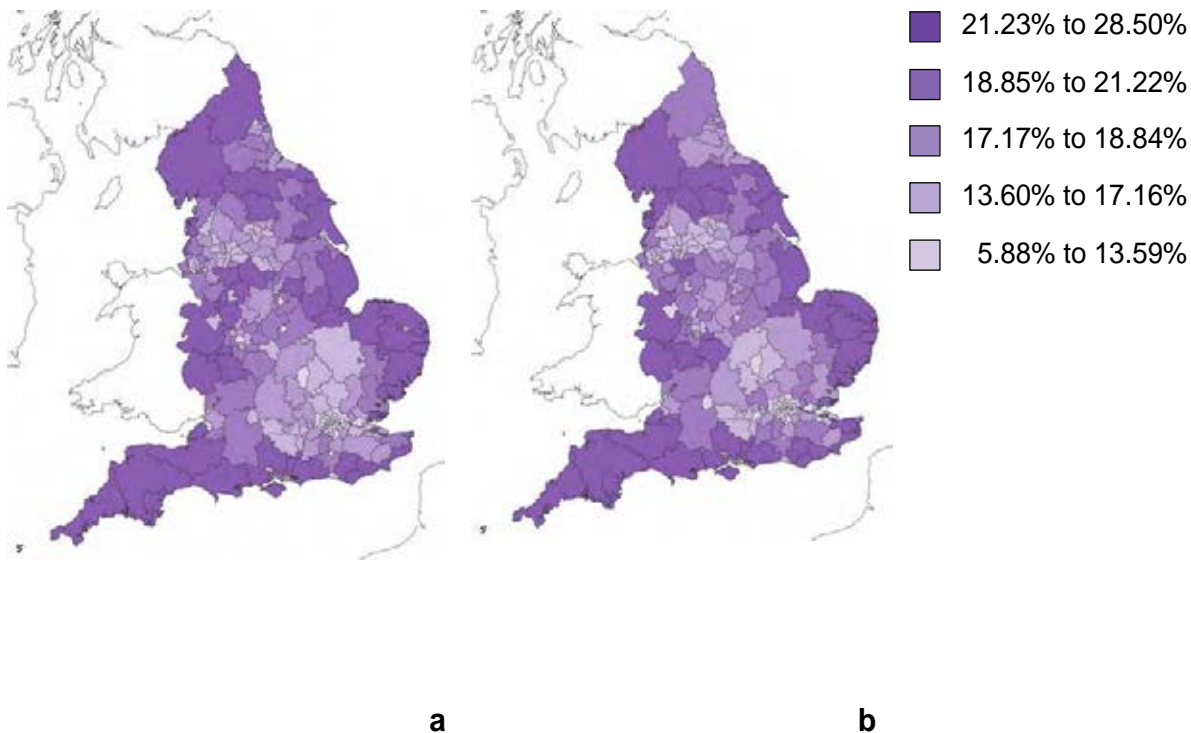 21.23% to 28.50%
18.85% to 21.22%
17.17% to 18.84%
13.60% to 17.16%
5.88% to 13.59%
a
b